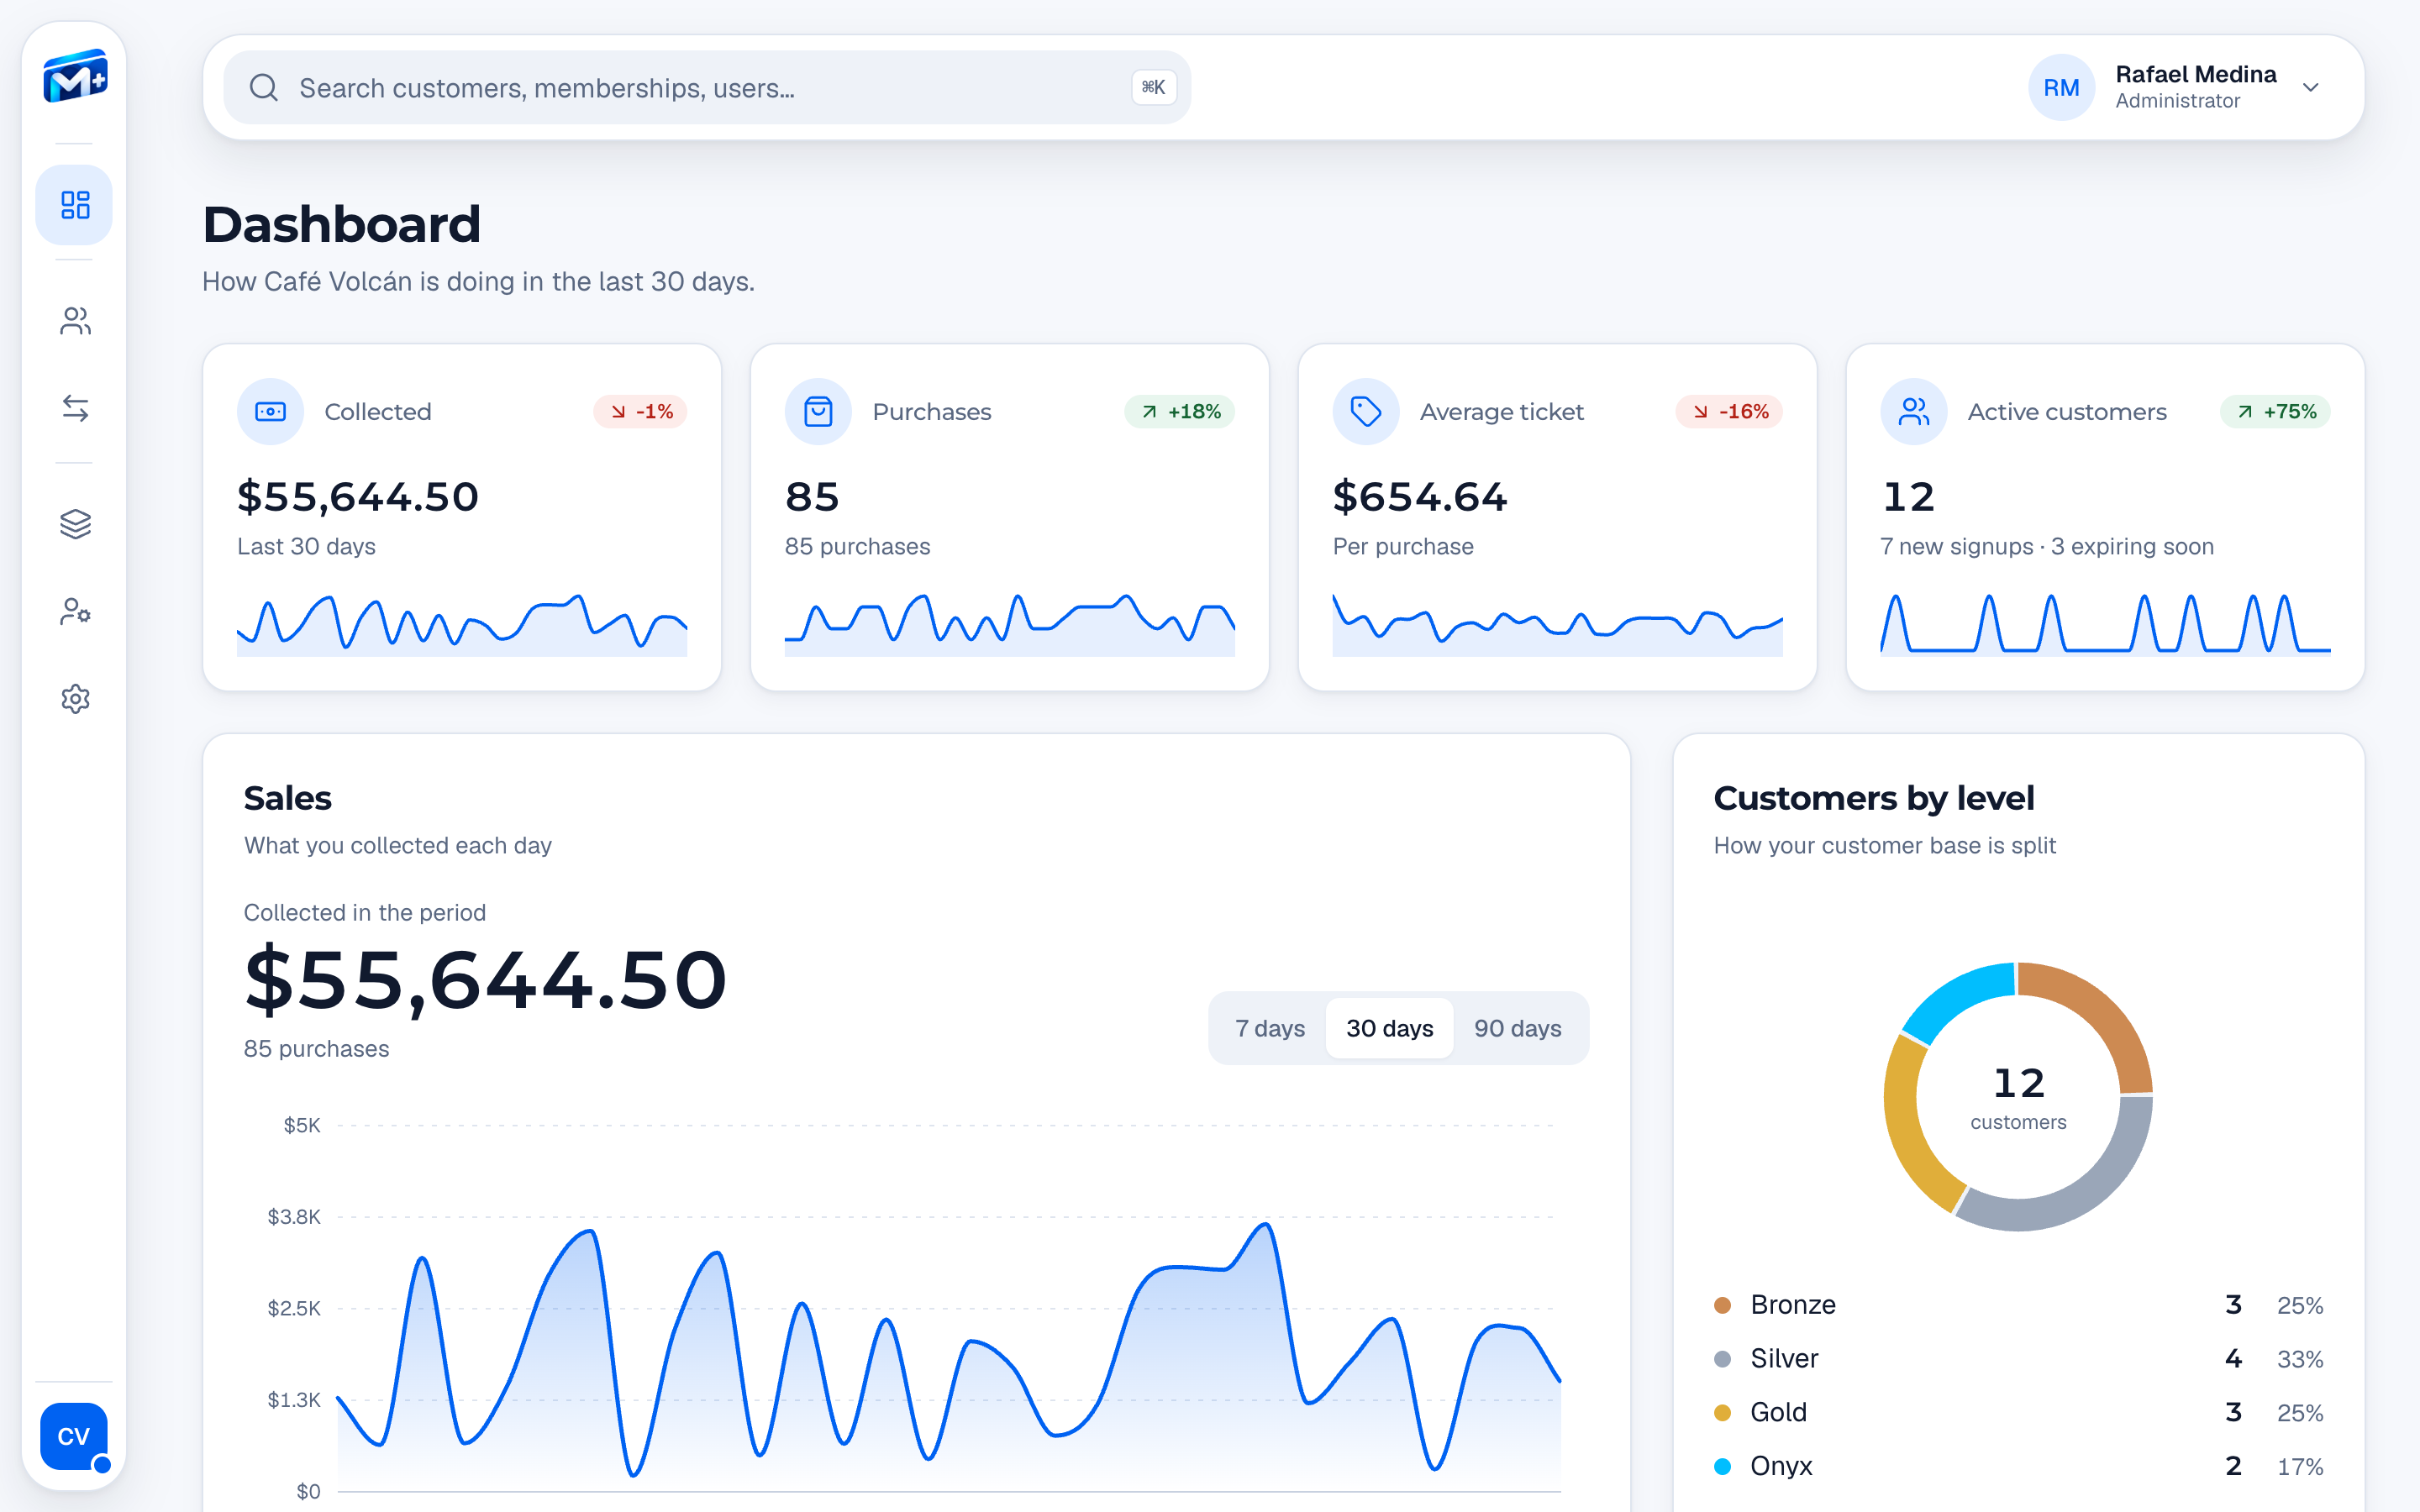 M+
Search customers, memberships, users...
⌘K
RM
Rafael Medina
Administrator
Dashboard
How Café Volcán is doing in the last 30 days.
Collected
-1%
$55,644.50
Last 30 days
Purchases
+18%
85
85 purchases
Average ticket
-16%
$654.64
Per purchase
Active customers
+75%
12
7 new signups · 3 expiring soon
Sales
What you collected each day
Collected in the period
$55,644.50
85 purchases
7 days
30 days
90 days
$5K
$3.8K
$2.5K
$1.3K
$0
Customers by level
How your customer base is split
12
customers
Bronze 3 25%
Silver 4 33%
Gold 3 25%
Onyx 2 17%
CV